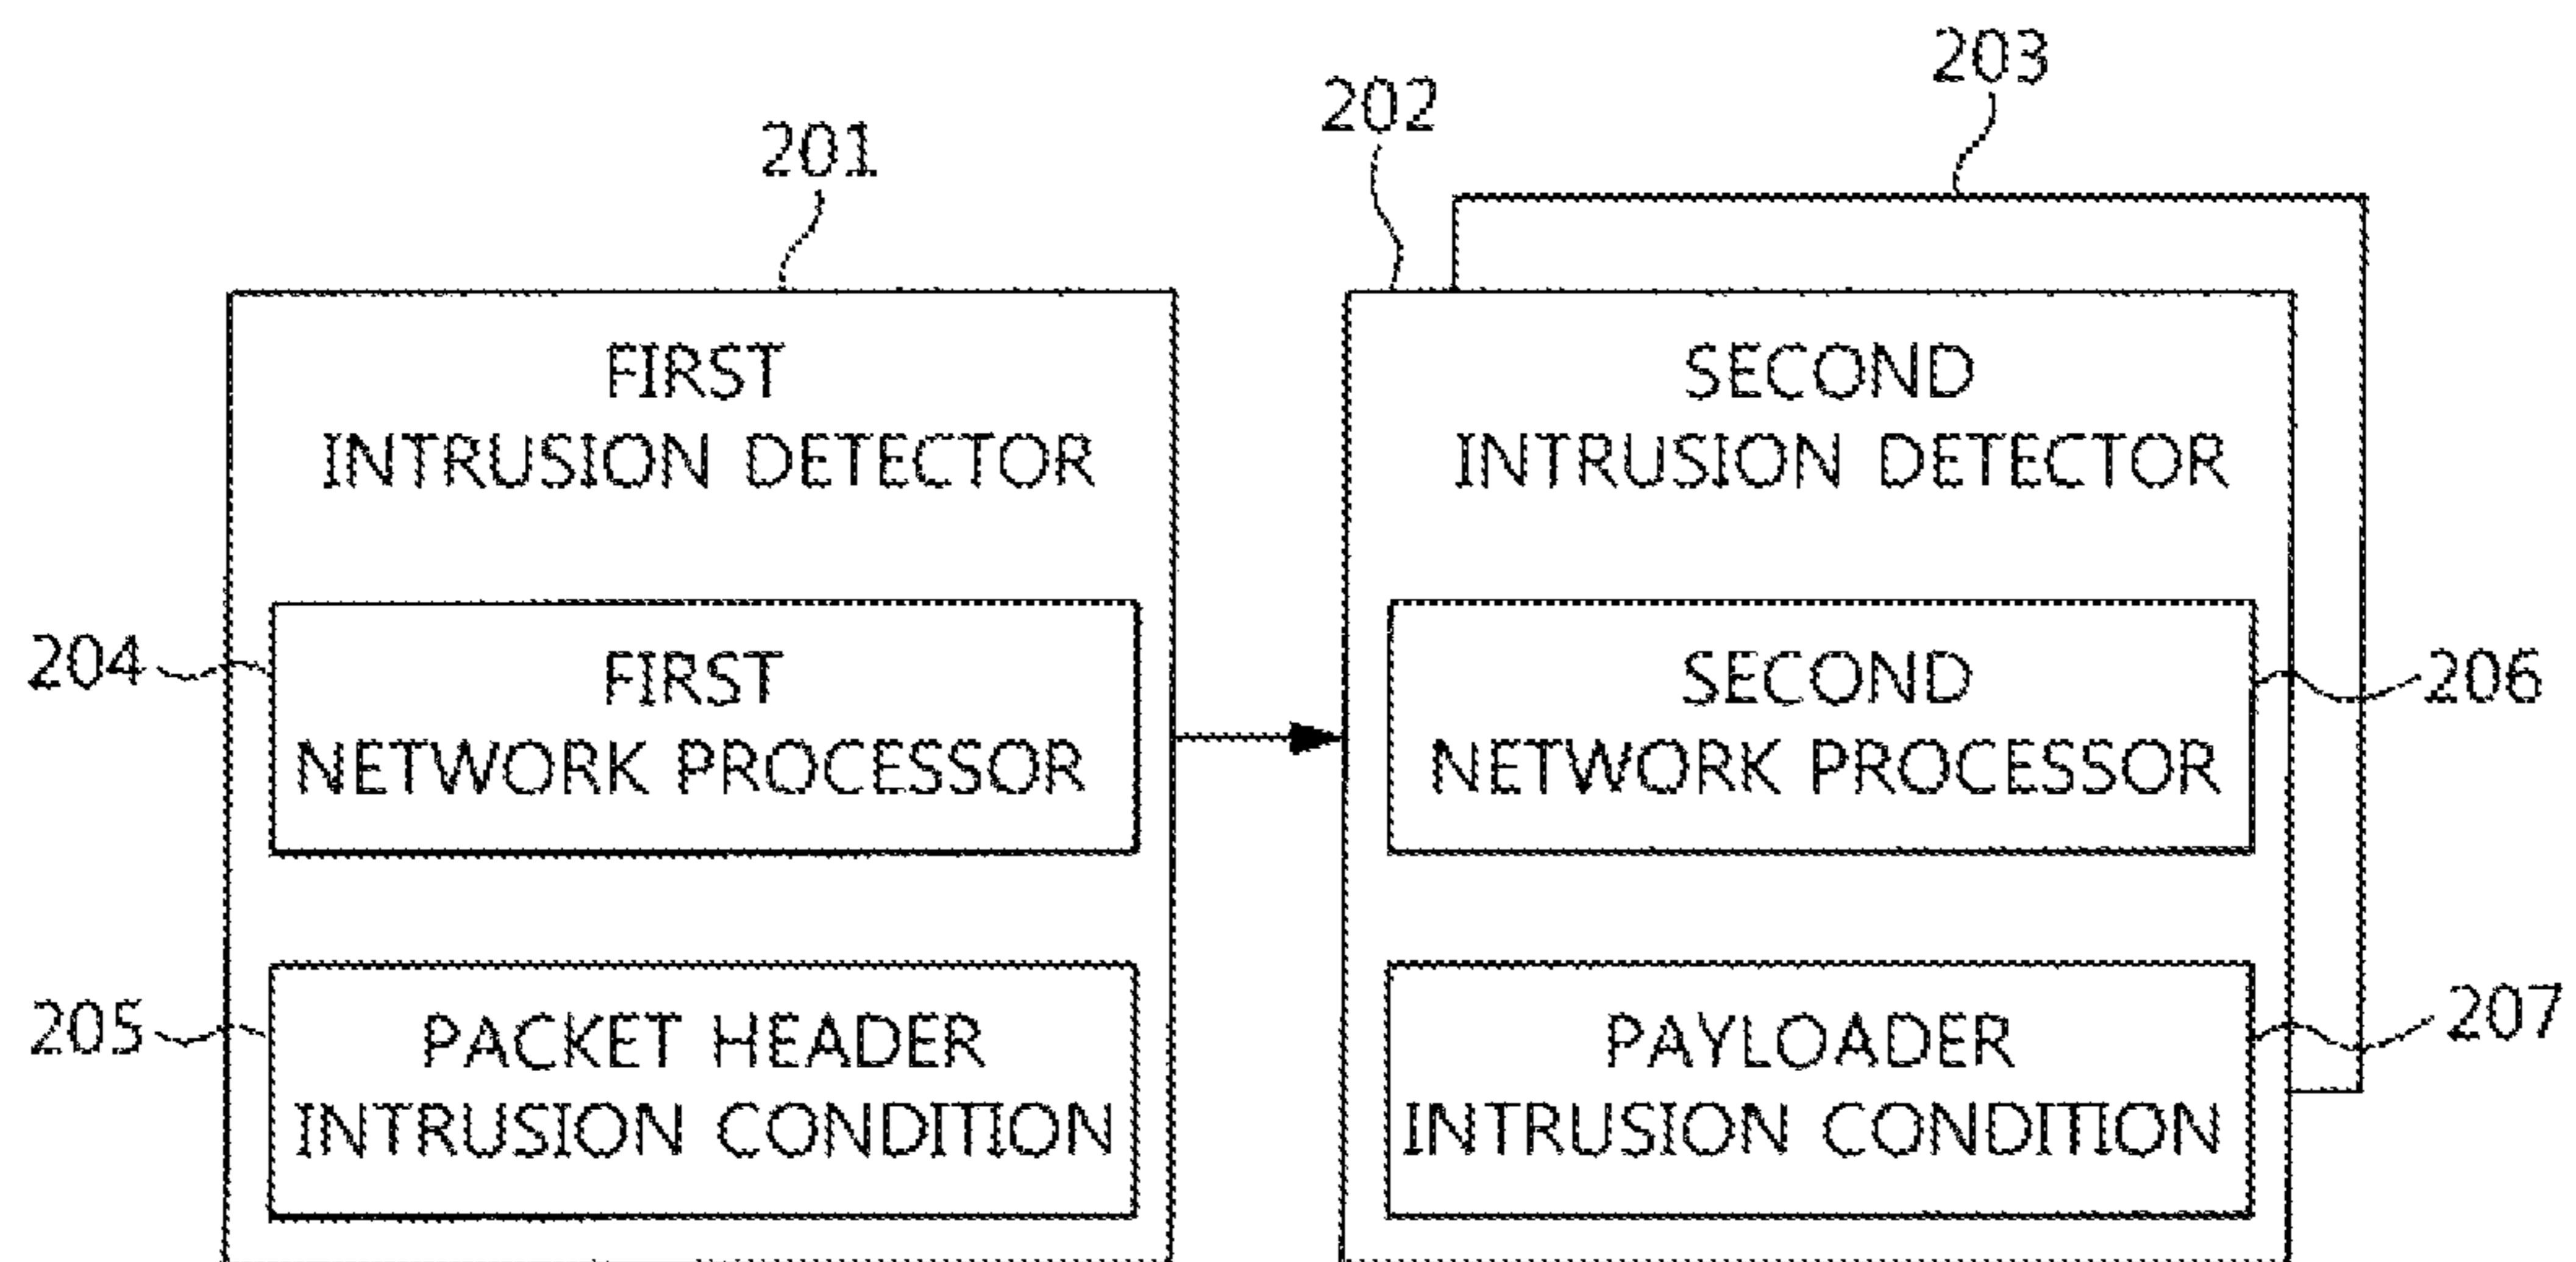 203
202
201
FIRST
INTRUSION DETECTOR
SECOND
INTRUSION DETECTOR
204
FIRST
NETWORK PROCESSOR
SECOND
NETWORK PROCESSOR
206
205
PACKET HEADER
INTRUSION CONDITION
PAYLOADER
INTRUSION CONDITION
207